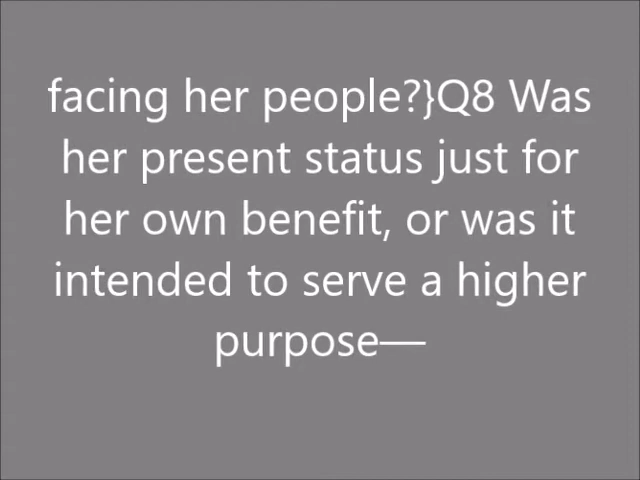 facing her people?}Q8 Was
her present status just for
her own benefit, or was it
intended to serve a higher
purpose—